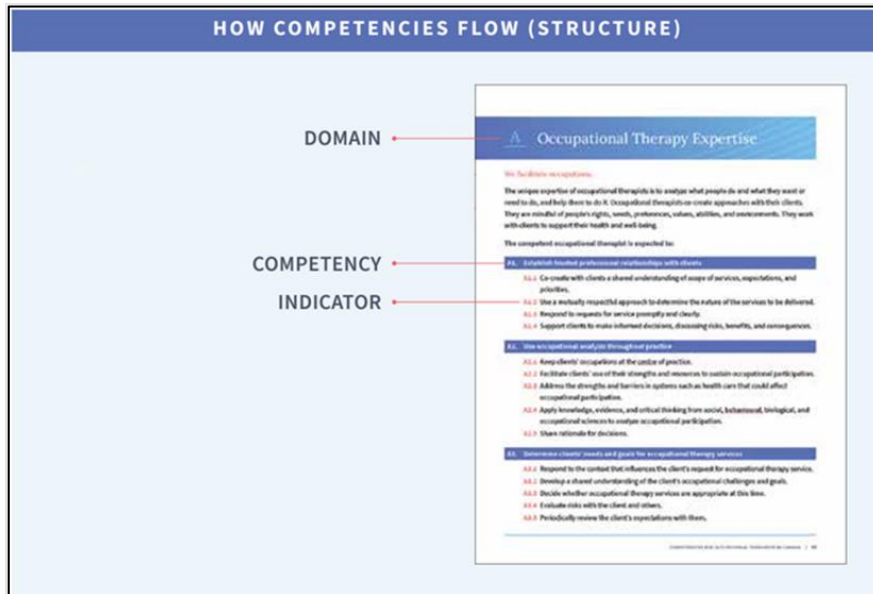 HOW COMPETENCIES FLOW (STRUCTURE)
DOMAIN
A Occupational Therapy Expertise
We facilitate occupations.
The unique expertise of occupational therapists is to analyze what people do and what they want or
need to do, and help them to do it. Occupational therapists co-create approaches with their clients.
They are mindful of people's rights, needs, preferences, values, abilities, and environments. They work
with clients to support their health and well-being.
The competent occupational therapist is expected to:
COMPETENCY
A1. Establish trusted professional relationships with clients
A1.1 Co-create with clients a shared understanding of scope of services, expectations, and
priorities.
INDICATOR
A1.2 Use a mutually respectful approach to determine the nature of the services to be delivered.
A1.3 Respond to requests for service promptly and clearly.
A1.4 Support clients to make informed decisions, discussing risks, benefits, and consequences.
A2. Use occupational analysis throughout practice
A2.1 Keep clients' occupations at the centre of practice.
A2.2 Facilitate clients' use of their strengths and resources to sustain occupational participation.
A2.3 Address the strengths and barriers in systems such as health care that could affect
occupational participation.
A2.4 Apply knowledge, evidence, and critical thinking from social, behavioural, biological, and
occupational sciences to analyze occupational participation.
A2.5 Share rationale for decisions.
A3. Determine clients' needs and goals for occupational therapy services
A3.1 Respond to the context that influences the client's request for occupational therapy service.
A3.2 Develop a shared understanding of the client's occupational challenges and goals.
A3.3 Decide whether occupational therapy services are appropriate at this time.
A3.4 Evaluate risks with the client and others.
A3.5 Periodically review the client's expectations with them.
COMPETENCIES FOR OCCUPATIONAL THERAPISTS IN CANADA |